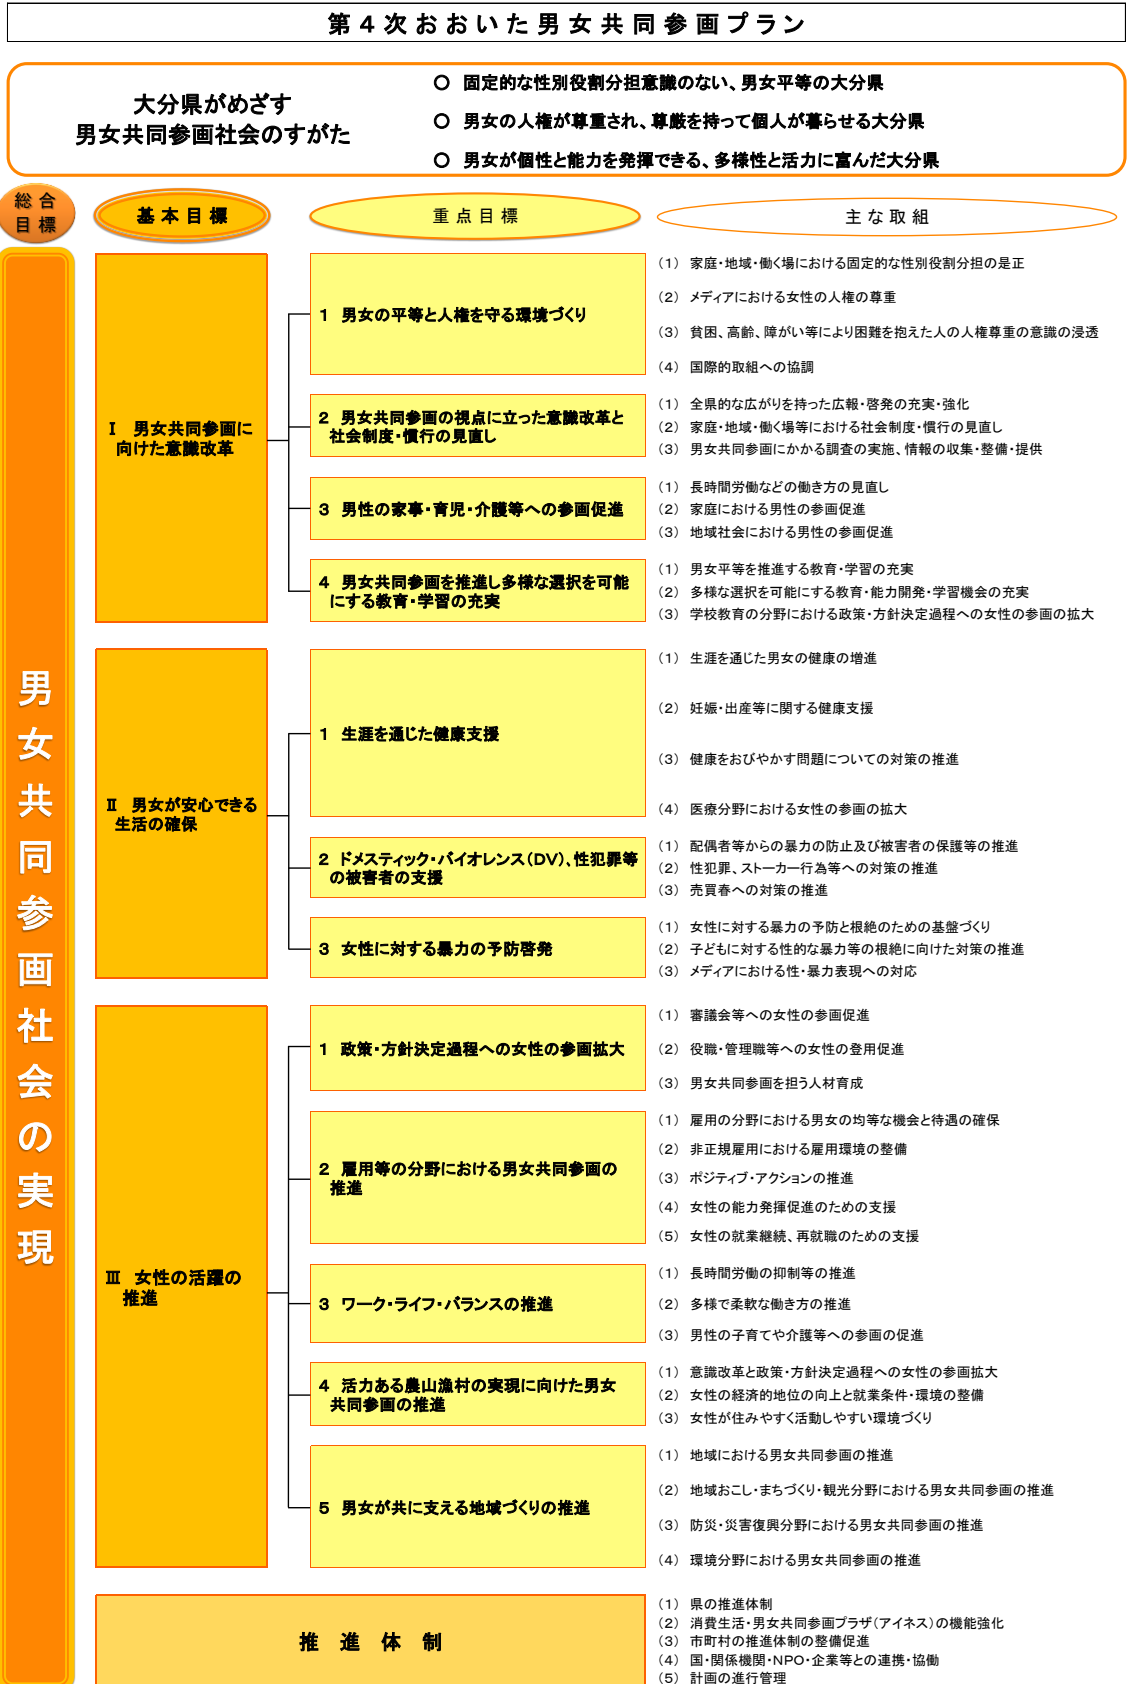 第４次おおいた男女共同参画プラン
大分県がめざす
男女共同参画社会のすがた
○ 固定的な性別役割分担意識のない、男女平等の大分県
○ 男女の人権が尊重され、尊厳を持って個人が暮らせる大分県
○ 男女が個性と能力を発揮できる、多様性と活力に富んだ大分県
総合
目標
基本目標
重点目標
主な取組
男女共同参画社会の実現
Ⅰ 男女共同参画に
向けた意識改革
１ 男女の平等と人権を守る環境づくり
(1) 家庭・地域・働く場における固定的な性別役割分担の是正
(2) メディアにおける女性の人権の尊重
(3) 貧困、高齢、障がい等により困難を抱えた人の人権尊重の意識の浸透
(4) 国際的取組への協調
２ 男女共同参画の視点に立った意識改革と
社会制度・慣行の見直し
(1) 全県的な広がりを持った広報・啓発の充実・強化
(2) 家庭・地域・働く場等における社会制度・慣行の見直し
(3) 男女共同参画にかかる調査の実施、情報の収集・整備・提供
３ 男性の家事・育児・介護等への参画促進
(1) 長時間労働などの働き方の見直し
(2) 家庭における男性の参画促進
(3) 地域社会における男性の参画促進
４ 男女共同参画を推進し多様な選択を可能
にする教育・学習の充実
(1) 男女平等を推進する教育・学習の充実
(2) 多様な選択を可能にする教育・能力開発・学習機会の充実
(3) 学校教育の分野における政策・方針決定過程への女性の参画の拡大
Ⅱ 男女が安心できる
生活の確保
１ 生涯を通じた健康支援
(1) 生涯を通じた男女の健康の増進
(2) 妊娠・出産等に関する健康支援
(3) 健康をおびやかす問題についての対策の推進
(4) 医療分野における女性の参画の拡大
２ ドメスティック・バイオレンス(DV)、性犯罪等
の被害者の支援
(1) 配偶者等からの暴力の防止及び被害者の保護等の推進
(2) 性犯罪、ストーカー行為等への対策の推進
(3) 売買春への対策の推進
３ 女性に対する暴力の予防啓発
(1) 女性に対する暴力の予防と根絶のための基盤づくり
(2) 子どもに対する性的な暴力等の根絶に向けた対策の推進
(3) メディアにおける性・暴力表現への対応
Ⅲ 女性の活躍の
推進
１ 政策・方針決定過程への女性の参画拡大
(1) 審議会等への女性の参画促進
(2) 役職・管理職等への女性の登用促進
(3) 男女共同参画を担う人材育成
２ 雇用等の分野における男女共同参画の
推進
(1) 雇用の分野における男女の均等な機会と待遇の確保
(2) 非正規雇用における雇用環境の整備
(3) ポジティブ・アクションの推進
(4) 女性の能力発揮促進のための支援
(5) 女性の就業継続、再就職のための支援
３ ワーク・ライフ・バランスの推進
(1) 長時間労働の抑制等の推進
(2) 多様で柔軟な働き方の推進
(3) 男性の子育てや介護等への参画の促進
４ 活力ある農山漁村の実現に向けた男女
共同参画の推進
(1) 意識改革と政策・方針決定過程への女性の参画拡大
(2) 女性の経済的地位の向上と就業条件・環境の整備
(3) 女性が住みやすく活動しやすい環境づくり
５ 男女が共に支える地域づくりの推進
(1) 地域における男女共同参画の推進
(2) 地域おこし・まちづくり・観光分野における男女共同参画の推進
(3) 防災・災害復興分野における男女共同参画の推進
(4) 環境分野における男女共同参画の推進
推進体制
(1) 県の推進体制
(2) 消費生活・男女共同参画プラザ(アイネス)の機能強化
(3) 市町村の推進体制の整備促進
(4) 国・関係機関・NPO・企業等との連携・協働
(5) 計画の進行管理